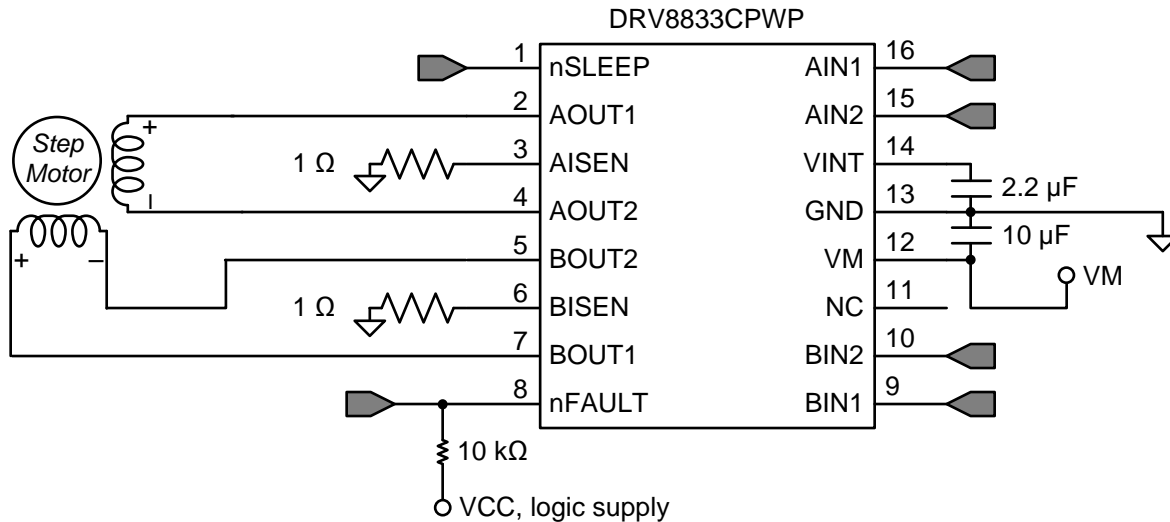 DRV8833CPWP
1 nSLEEP AIN1 16
2 AOUT1 AIN2 15
Step
Motor
+
−
1 Ω 3 AISEN VINT 14
2.2 µF
4 AOUT2 GND 13
10 µF
5 BOUT2 VM 12
+ −
VM
1 Ω 6 BISEN NC 11
7 BOUT1 BIN2 10
8 nFAULT BIN1 9
10 kΩ
VCC, logic supply